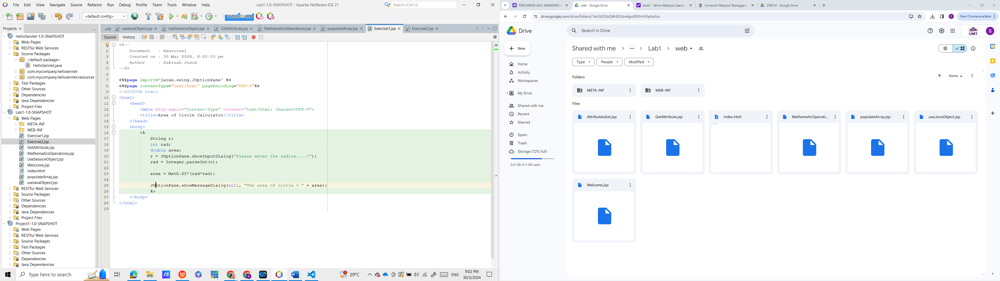 File Edit View Navigate Source Refactor Run Debug Profile Team Tools Window Help
Lab1-1.0-SNAPSHOT - Apache NetBeans IDE 21
Search (Ctrl+I)
<default config>
762.6/923.0MB
Projects
HelloServlet-1.0-SNAPSHOT
Web Pages
RESTful Web Services
Source Packages
<default package>
HelloServlet.java
com.mycompany.helloservlet
com.mycompany.helloservlet.resources
Test Packages
Other Sources
Dependencies
Java Dependencies
Project Files
Lab1-1.0-SNAPSHOT
Web Pages
META-INF
WEB-INF
Exercise1.jsp
Exercise2.jsp
GetAttribute.jsp
MathematicsOperations.jsp
UseSessionObject.jsp
Welcome.jsp
index.html
populateArray.jsp
useJavaObject.jsp
RESTful Web Services
Source Packages
Other Sources
Dependencies
Java Dependencies
Project Files
Project1-1.0-SNAPSHOT
Web Pages
RESTful Web Services
Source Packages
Test Packages
Other Sources
Dependencies
Java Dependencies
...jsp useJavaObject.jsp UseSessionObject.jsp GetAttribute.jsp MathematicsOperations.jsp populateArray.jsp Exercise1.jsp Exercise2.jsp
Source History
<%--
2 Document : Exercise1
3 Created on : 30 Mar 2024, 8:22:53 pm
4 Author : Sakinah Jusoh
5 --%>
6
7 <%@page import="javax.swing.JOptionPane" %>
8 <%@page contentType="text/html" pageEncoding="UTF-8"%>
9 <!DOCTYPE html>
10 <html>
11 <head>
12 <meta http-equiv="Content-Type" content="text/html; charset=UTF-8">
13 <title>Area of Circle Calculator</title>
14 </head>
15 <body>
16 <%
17 String r;
18 int rad;
19 double area;
20 r = JOptionPane.showInputDialog("Please enter the radius....!");
21 rad = Integer.parseInt(r);
22
23 area = Math.PI*(rad*rad);
24
25 JOptionPane.showMessageDialog(null, "The area of circle = " + area);
26 %>
27 </body>
28 </html>
29
Type here to search
29°C
ENG
9:02 PM
30/3/2024
PENCARIAN AHLI JAWATANKUA
web - Google Drive
email - Yahoo Malaysia Search
Universiti Malaysia Terengganu
S59314 - Google Drive
drive.google.com/drive/folders/14o3t25SkQ4h9OXzw4guR0VHvV5phofoo
New Chrome available
Drive
Search in Drive
UMT
S
New
Home
Activity
Workspaces
My Drive
Shared with me
Recent
Starred
Spam
Trash
Storage (72% full)
3.61 GB of 5 GB used
Shared with me > ... > Lab1 > web
Type People Modified
Folders
Name
META-INF WEB-INF
Files
AttributeIsSet.jsp GetAttribute.jsp index.html MathematicOperati... populateArray.jsp useJavaObject.jsp
Welcome.jsp